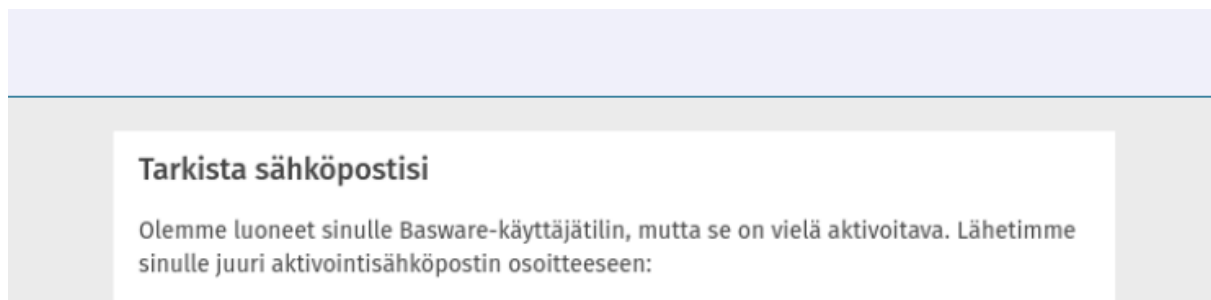 Tarkista sähköpostisi
Olemme luoneet sinulle Basware-käyttäjätilin, mutta se on vielä aktivoitava. Lähetimme
sinulle juuri aktivointisähköpostin osoitteeseen: